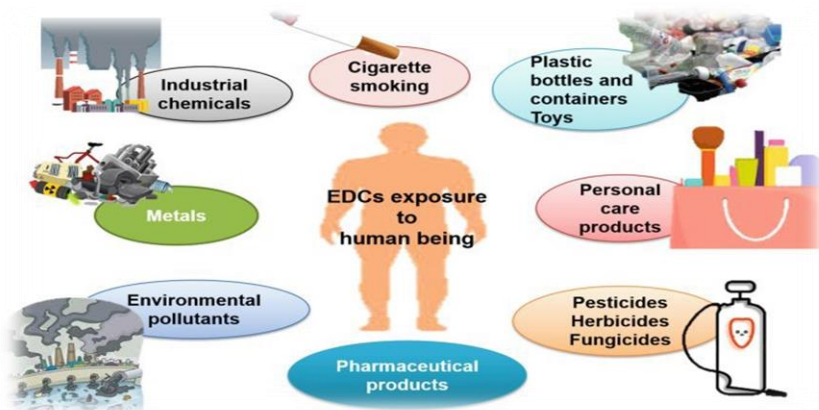 Industrial
chemicals
Cigarette
smoking
Plastic
bottles and
containers
Toys
Metals
EDCs exposure
to
human being
Personal
care
products
Environmental
pollutants
Pesticides
Herbicides
Fungicides
Pharmaceutical
products